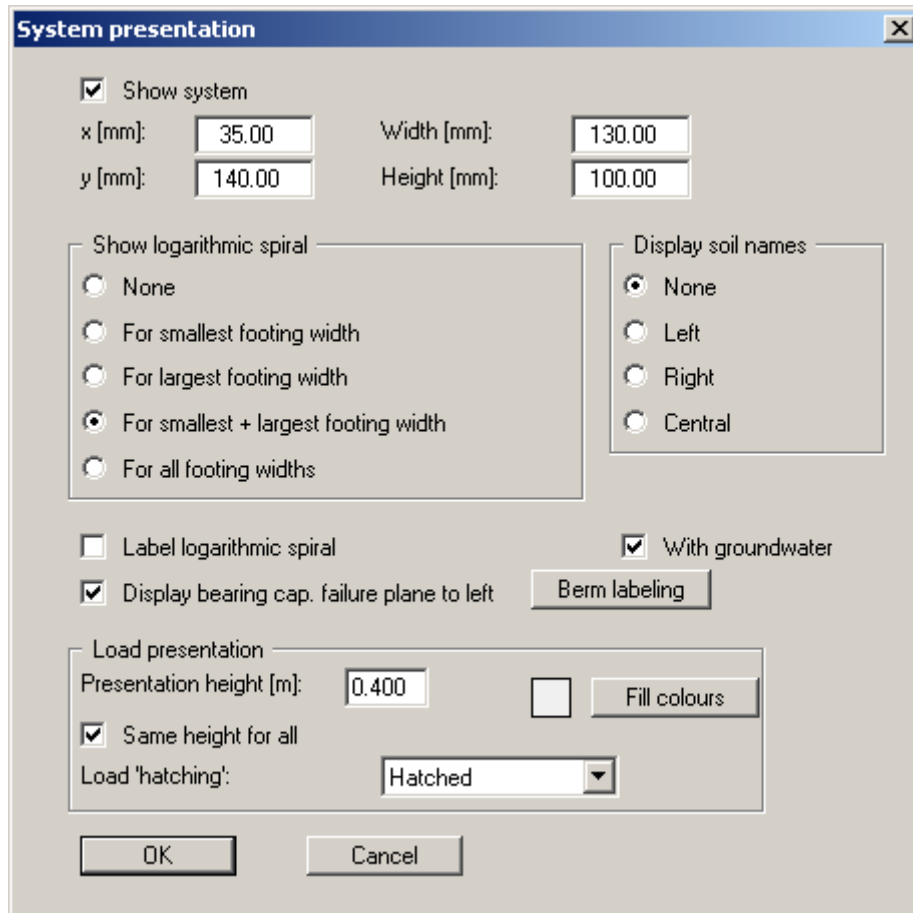 System presentation
Show system
x [mm]: 35.00 Width [mm]: 130.00
y [mm]: 140.00 Height [mm]: 100.00
Show logarithmic spiral
None
For smallest footing width
For largest footing width
For smallest + largest footing width
For all footing widths
Display soil names
None
Left
Right
Central
Label logarithmic spiral
With groundwater
Display bearing cap. failure plane to left
Berm labeling
Load presentation
Presentation height [m]: 0.400
Fill colours
Same height for all
Load 'hatching': Hatched
OK Cancel